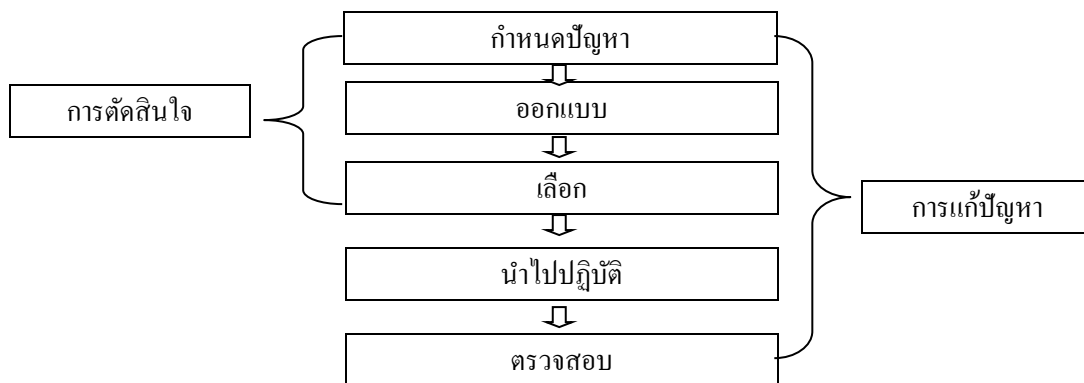 กำหนดปัญหา
การตัดสินใจ
ออกแบบ
เลือก
การแก้ปัญหา
นำไปปฏิบัติ
ตรวจสอบ